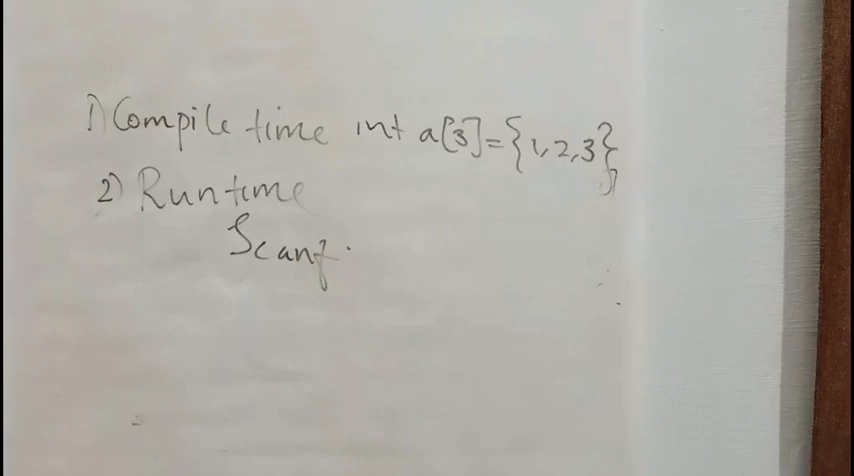 1) Compile time int a[3]={1,2,3};
2) Runtime
Scanf.